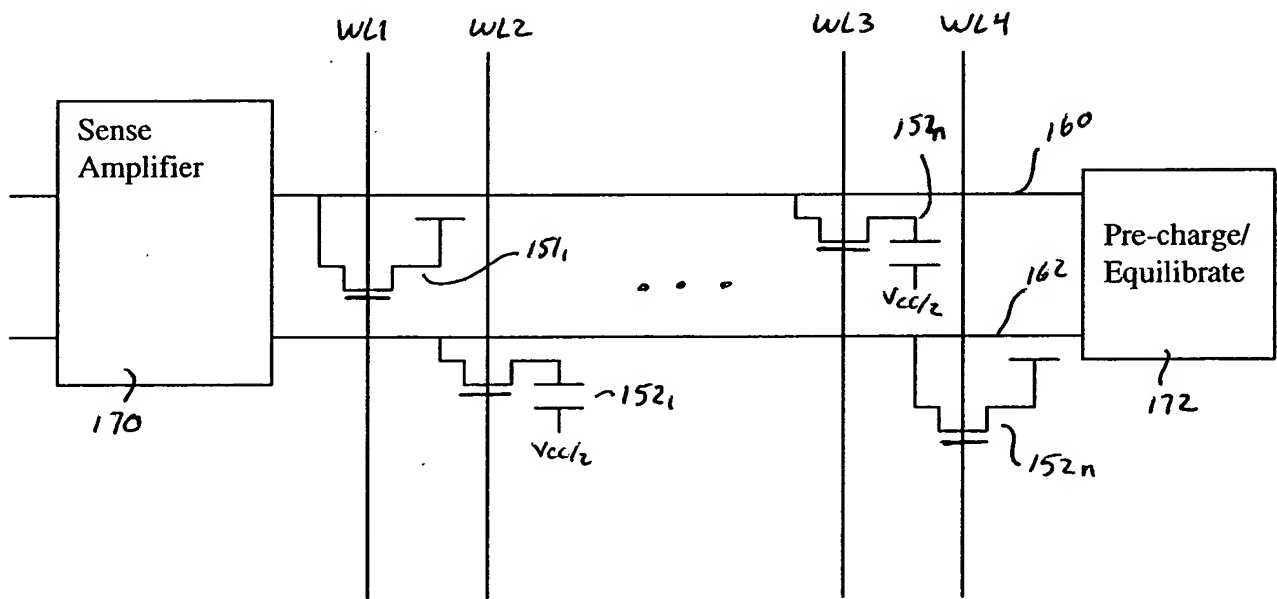 WL1
WL2
WL3
WL4
Sense
Amplifier
152n
160
Pre-charge/
Equilibrate
151₁
Vcc/2
162
170
152₁
Vcc/2
172
152n